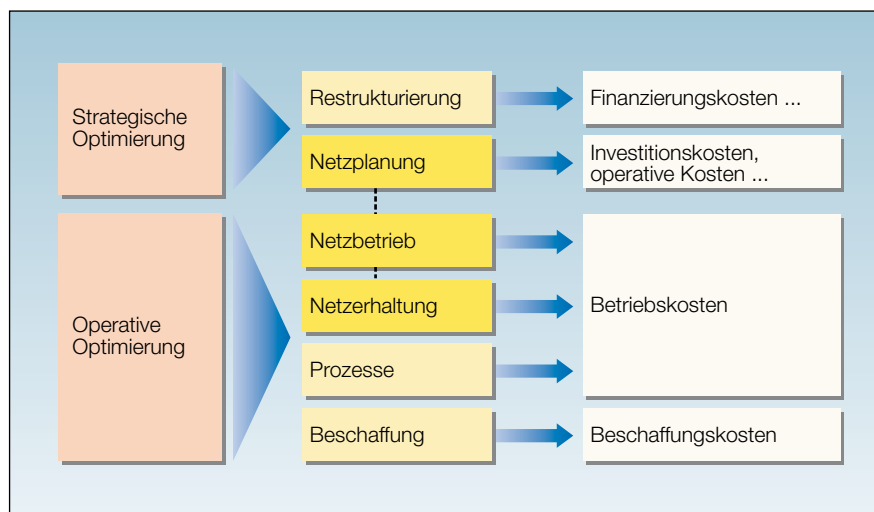 Strategische
Optimierung
Restrukturierung
Finanzierungskosten ...
Netzplanung
Investitionskosten,
operative Kosten ...
Operative
Optimierung
Netzbetrieb
Netzerhaltung
Betriebskosten
Prozesse
Beschaffung
Beschaffungskosten